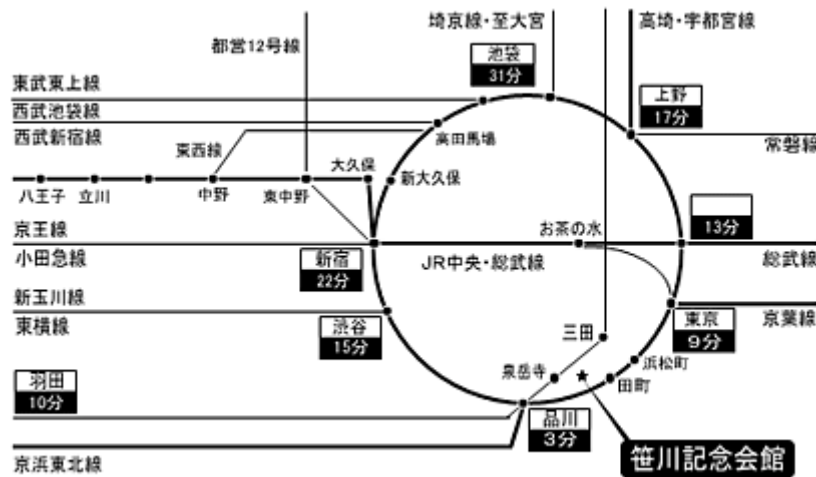 埼京線・至大宮
高埼・宇都宮線
都営12号線
池袋
31分
東武東上線
上野
17分
西武池袋線
西武新宿線
高田馬場
常磐線
東西線
大久保
新大久保
八王子
立川
中野
東中野
13分
京王線
お茶の水
小田急線
新宿
22分
JR中央・総武線
総武線
新玉川線
東横線
渋谷
15分
三田
東京
9分
京葉線
浜松町
泉岳寺
田町
羽田
10分
品川
3分
京浜東北線
笹川記念会館